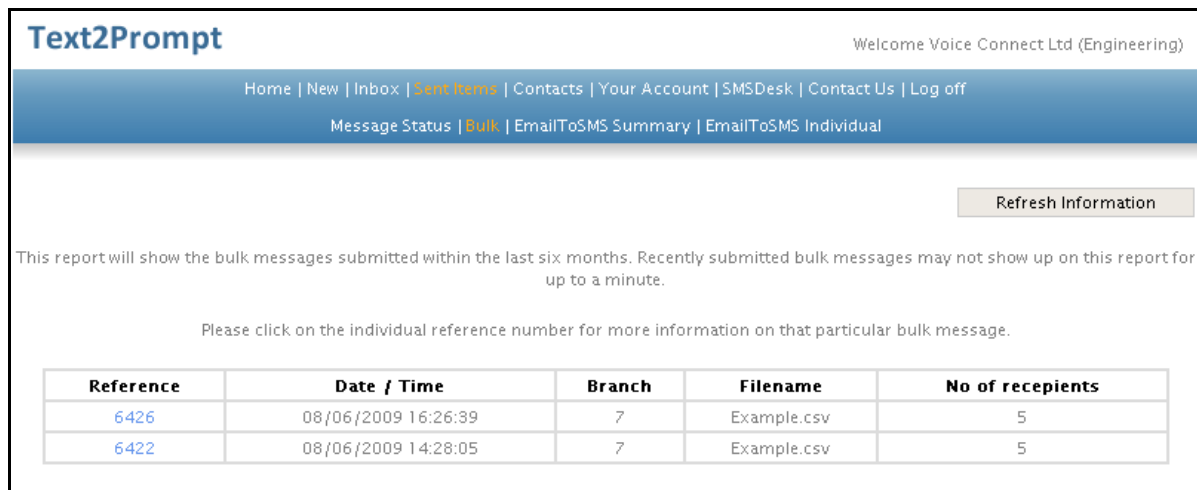 Text2Prompt
Welcome Voice Connect Ltd (Engineering)
Home | New | Inbox | Sent Items | Contacts | Your Account | SMSDesk | Contact Us | Log off
Message Status | Bulk | EmailToSMS Summary | EmailToSMS Individual
Refresh Information
This report will show the bulk messages submitted within the last six months. Recently submitted bulk messages may not show up on this report for
up to a minute.
Please click on the individual reference number for more information on that particular bulk message.
Reference Date / Time Branch Filename No of recepients
6426 08/06/2009 16:26:39 7 Example.csv 5
6422 08/06/2009 14:28:05 7 Example.csv 5